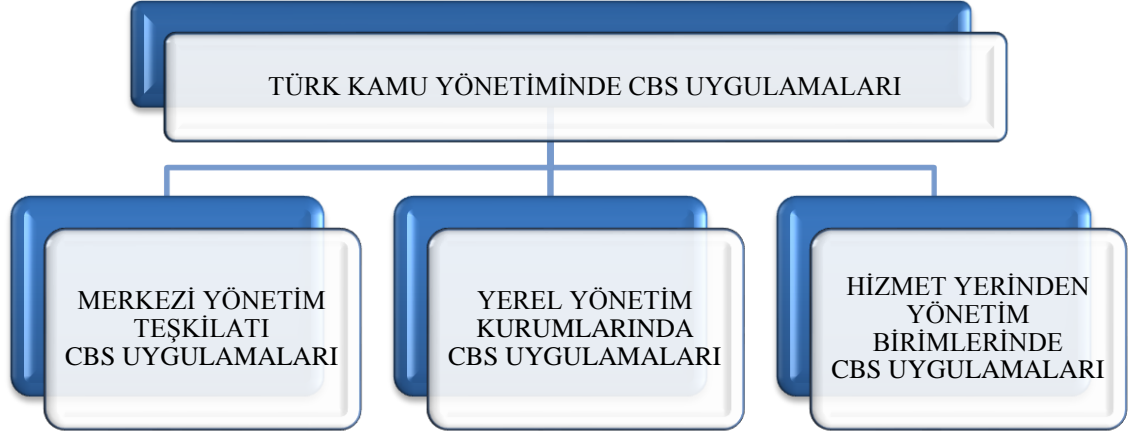 TÜRK KAMU YÖNETİMİNDE CBS UYGULAMALARI
MERKEZİ YÖNETİM
TEŞKİLATI
CBS UYGULAMALARI
YEREL YÖNETİM
KURUMLARINDA
CBS UYGULAMALARI
HİZMET YERİNDEN
YÖNETİM
BİRİMLERİNDE
CBS UYGULAMALARI